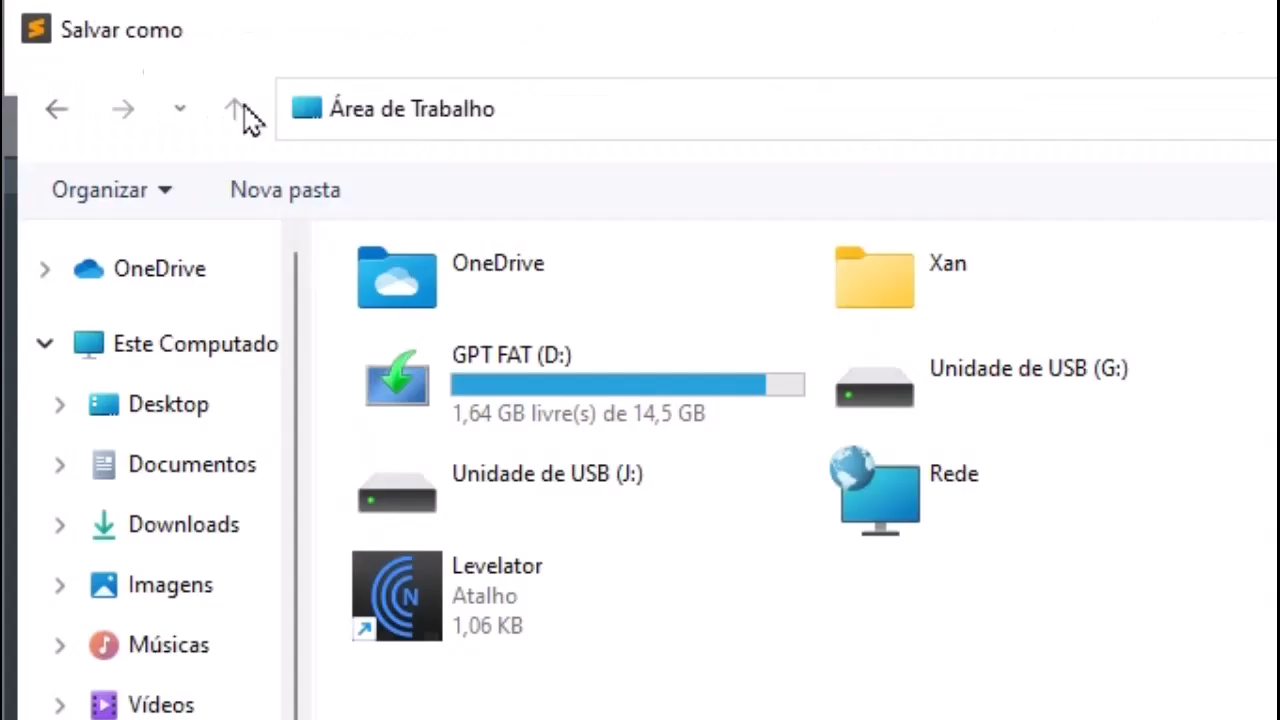 Salvar como
Área de Trabalho
Organizar
Nova pasta
OneDrive
Este Computado
Desktop
Documentos
Downloads
Imagens
Músicas
Vídeos
OneDrive
Xan
GPT FAT (D:)
1,64 GB livre(s) de 14,5 GB
Unidade de USB (G:)
Unidade de USB (J:)
Rede
N
Levelator
Atalho
1,06 KB